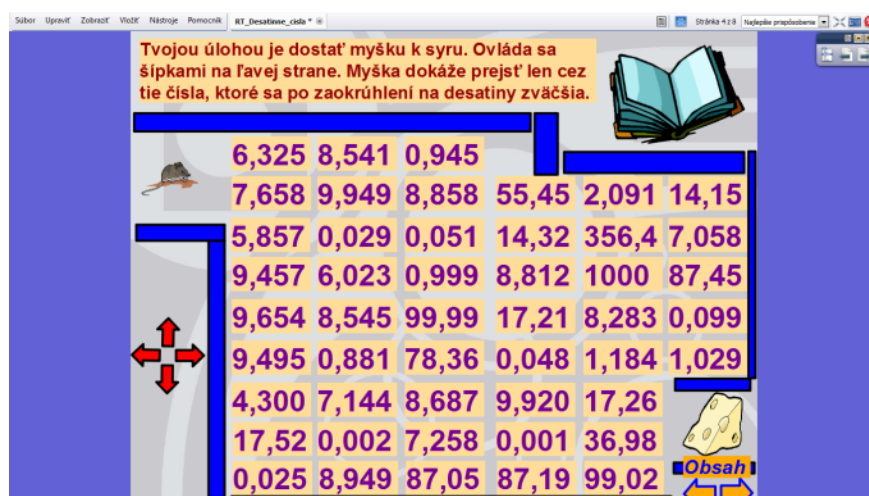 Súbor Upraviť Zobraziť Vložiť Nástroje Pomocník RT_Desatinne_cisla * Stránka 4 z 8 Najlepšie prispôsobenie
Tvojou úlohou je dostať myšku k syru. Ovláda sa
šípkami na ľavej strane. Myška dokáže prejsť len cez
tie čísla, ktoré sa po zaokrúhlení na desatiny zväčšia.
6,325 8,541 0,945
7,658 9,949 8,858 55,45 2,091 14,15
5,857 0,029 0,051 14,32 356,4 7,058
9,457 6,023 0,999 8,812 1000 87,45
9,654 8,545 99,99 17,21 8,283 0,099
9,495 0,881 78,36 0,048 1,184 1,029
4,300 7,144 8,687 9,920 17,26
17,52 0,002 7,258 0,001 36,98
0,025 8,949 87,05 87,19 99,02
Obsah